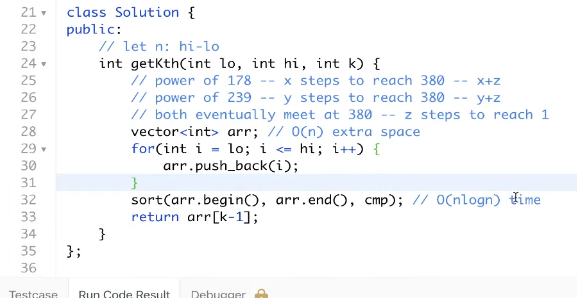 21 class Solution {
22 public:
23 // let n: hi-lo
24 int getKth(int lo, int hi, int k) {
25 // power of 178 -- x steps to reach 380 -- x+z
26 // power of 239 -- y steps to reach 380 -- y+z
27 // both eventually meet at 380 -- z steps to reach 1
28 vector<int> arr; // O(n) extra space
29 for(int i = lo; i <= hi; i++) {
30 arr.push_back(i);
31 }
32 sort(arr.begin(), arr.end(), cmp); // O(nlogn) time
33 return arr[k-1];
34 }
35 };
36
Testcase Run Code Result Debugger